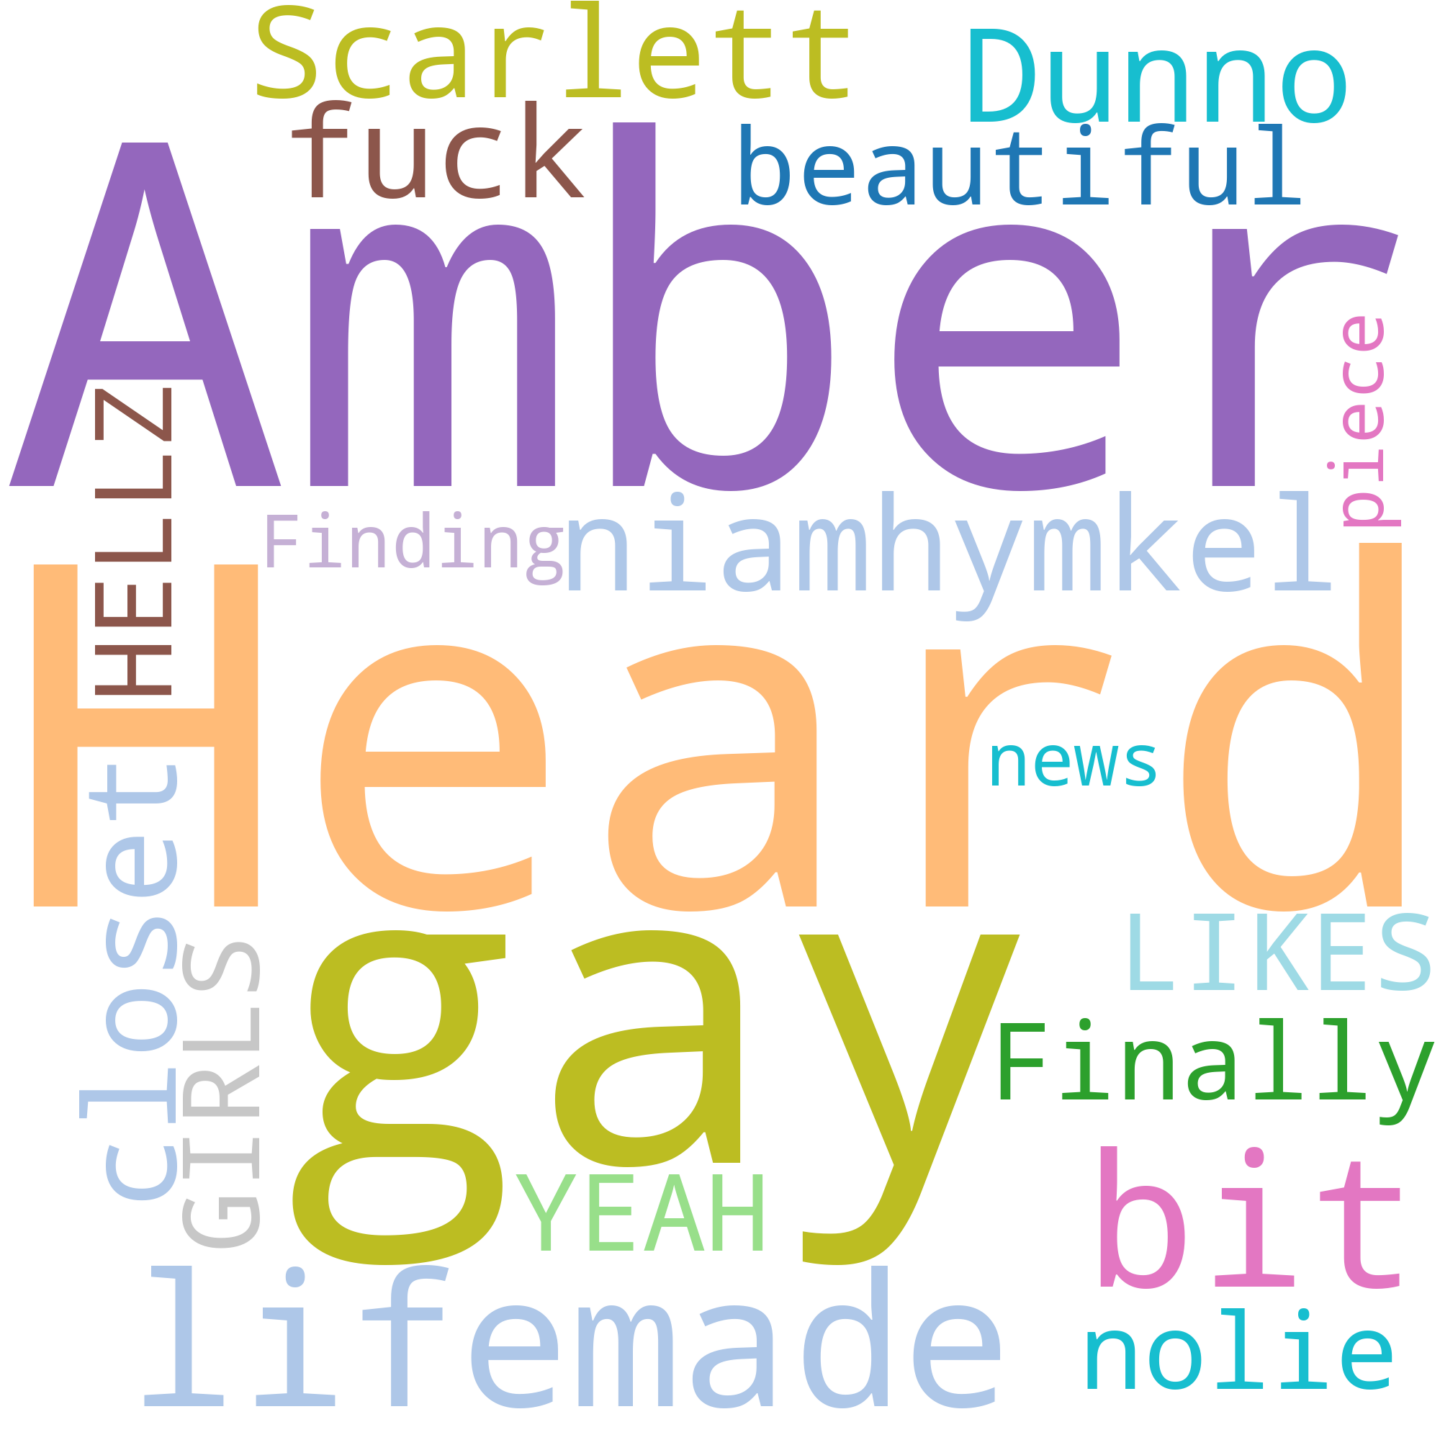 Scarlett
Dunno
fuck
beautiful
Amber
piece
HELLZ
Finding
niamhymkel
Heard
news
closet
GIRLS
gay
LIKES
Finally
YEAH
bit
lifemade
nolie